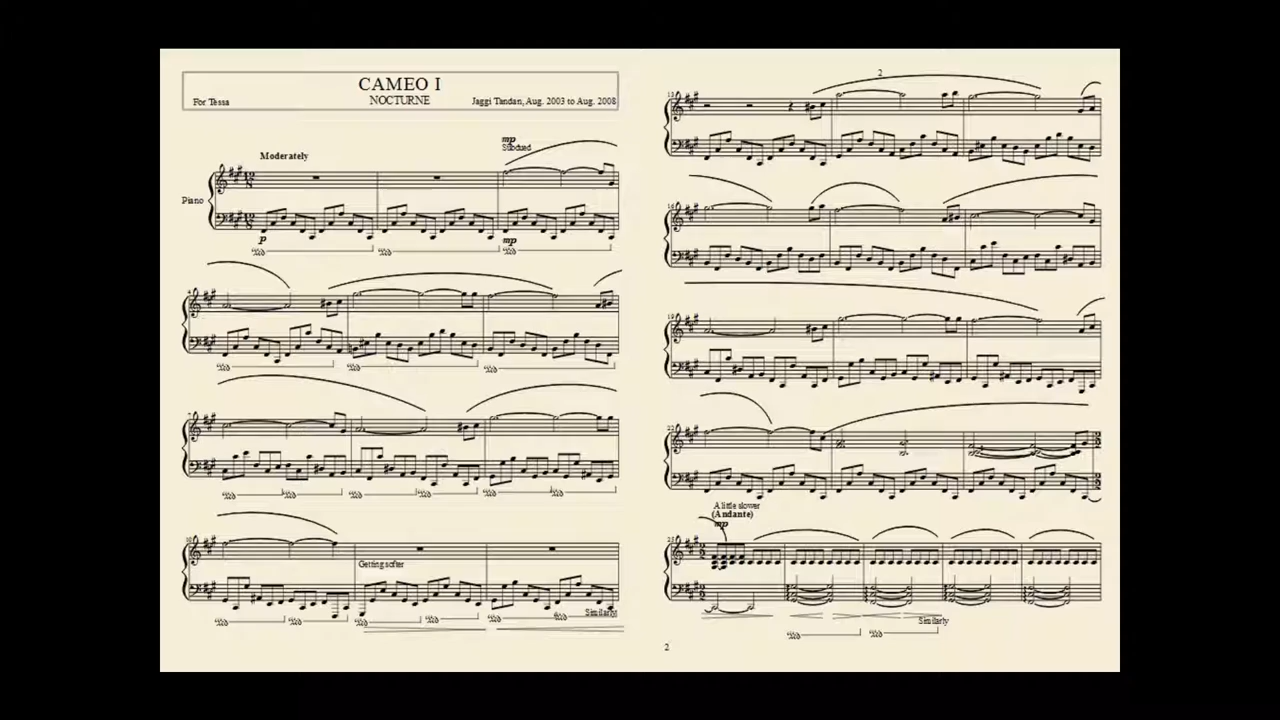 CAMEO I
For Tessa
NOCTURNE
Jaggi Tandan, Aug. 2003 to Aug. 2008
mp
Subdued
Moderately
Piano
p
mp
Getting softer
Similarly
2
A little slower
(Andante)
mp
Similarly
2